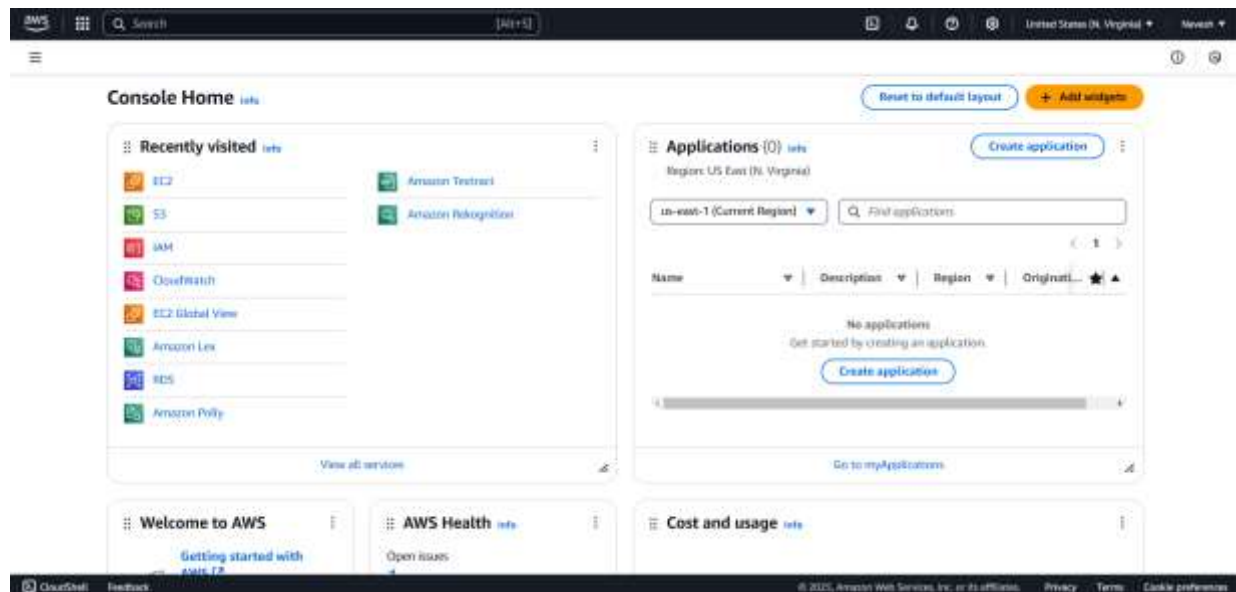 aws Search [Alt+S] United States (N. Virginia)
Console Home Info
Reset to default layout + Add widgets
Recently visited Info
EC2
S3
IAM
CloudWatch
EC2 Global View
Amazon Lex
RDS
Amazon Polly
Amazon Textract
Amazon Rekognition
View all services
Applications (0) Info
Create application
Region: US East (N. Virginia)
us-east-1 (Current Region) Find applications
1
Name Description Region Originati...
No applications
Get started by creating an application.
Create application
Go to myApplications
Welcome to AWS
Getting started with
AWS
AWS Health Info
Open issues
Cost and usage Info
CloudShell Feedback © 2025, Amazon Web Services, Inc. or its affiliates. Privacy Terms Cookie preferences